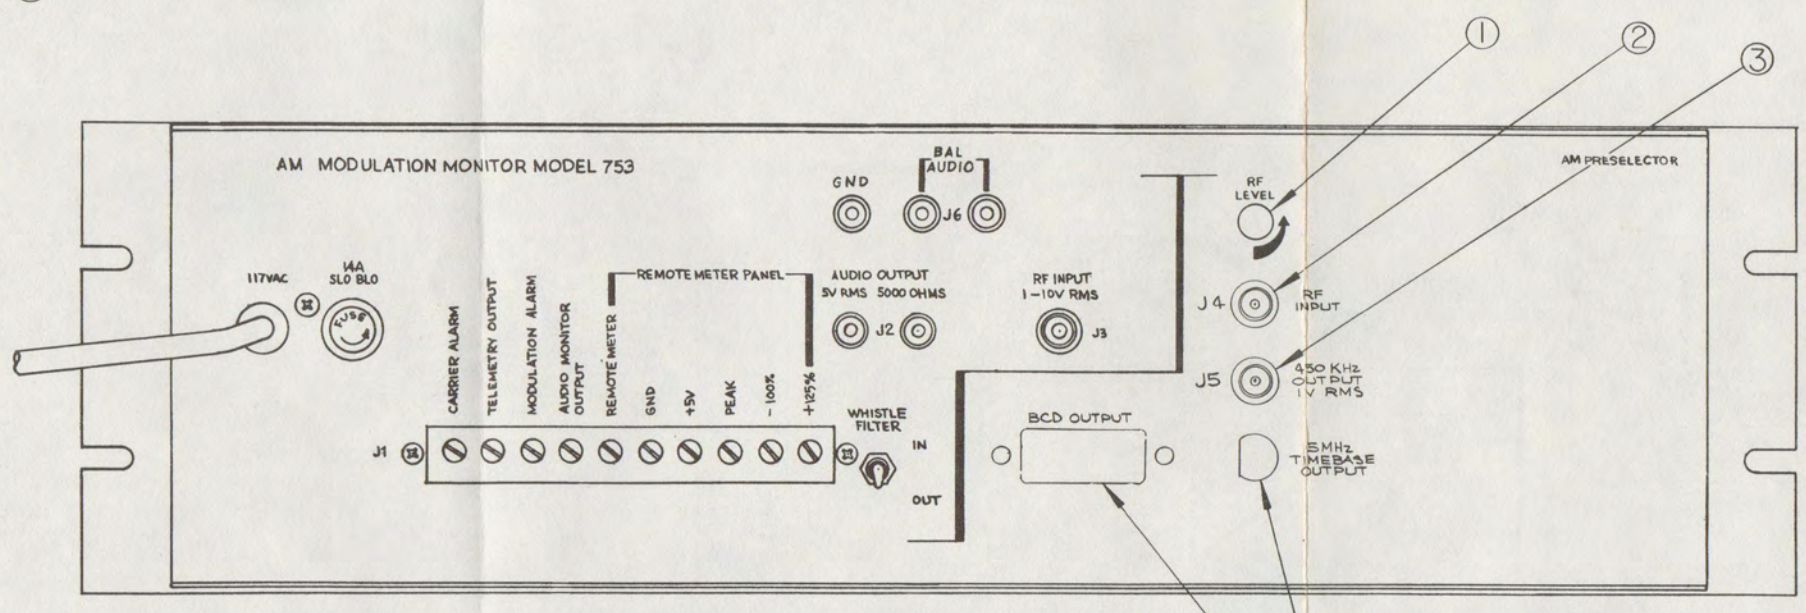 ① ② ③
AM MODULATION MONITOR MODEL 753
BAL
AUDIO
GND
J6
RF
LEVEL
AM PRESELECTOR
117VAC
1/4A
SLO BLO
FUSE
REMOTE METER PANEL
AUDIO OUTPUT
5V RMS 5000 OHMS
J2
RF INPUT
1-10V RMS
J3
J4
RF
INPUT
J5
450 KHz
OUTPUT
1V RMS
CARRIER ALARM
TELEMETRY OUTPUT
MODULATION ALARM
AUDIO MONITOR
OUTPUT
REMOTE METER
GND
+5V
PEAK
-100%
+125%
J1
WHISTLE
FILTER
IN
OUT
BCD OUTPUT
5MHz
TIMEBASE
OUTPUT